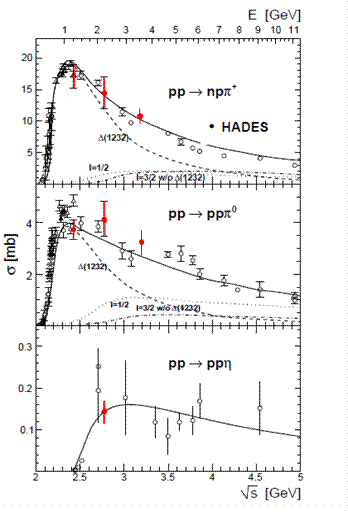 E [GeV]
1 2 3 4 5 6 7 8 9 10 11
20
15
10
5
pp → npπ⁺
• HADES
Δ(1232)
I=1/2
I=3/2 w/o Δ(1232)
σ [mb]
4
2
pp → ppπ⁰
Δ(1232)
I=1/2
I=3/2 w/o Δ(1232)
0.3
0.2
0.1
pp → ppη
2 2.5 3 3.5 4 4.5 5
√s [GeV]